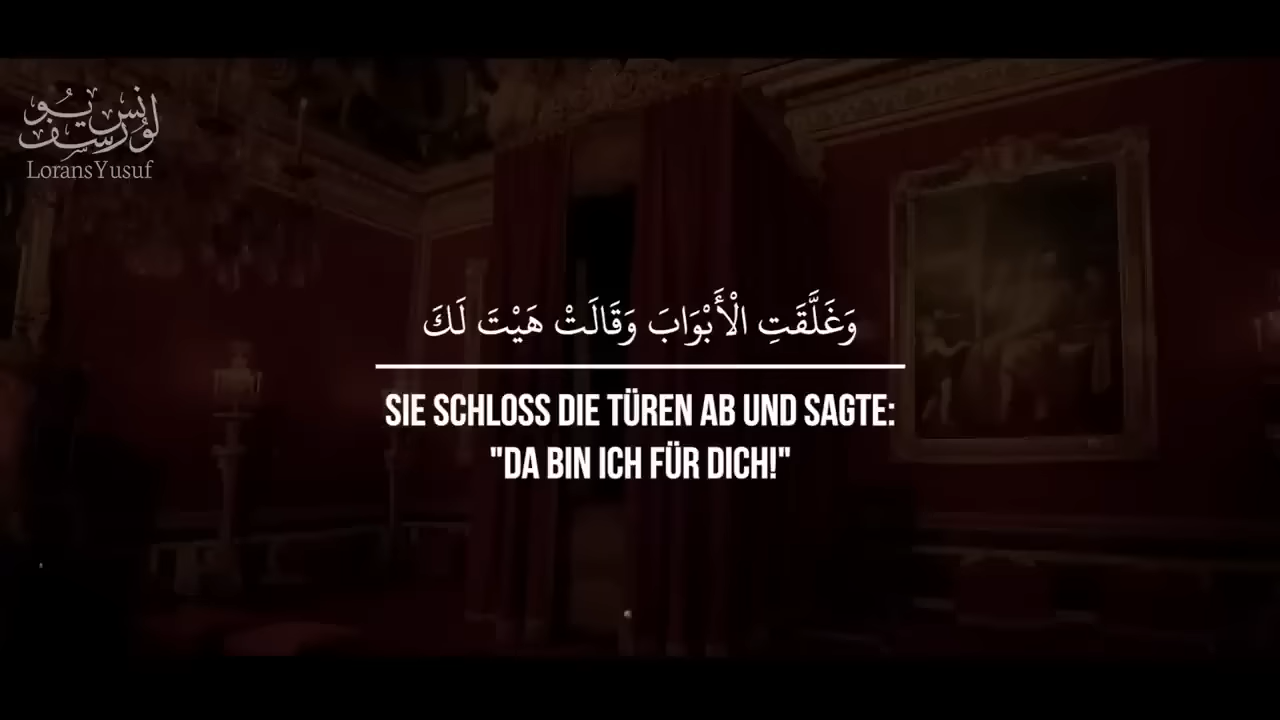 لورنس يوسف
LoransYusuf
وَغَلَّقَتِ الْأَبْوَابَ وَقَالَتْ هَيْتَ لَكَ
SIE SCHLOSS DIE TÜREN AB UND SAGTE:
"DA BIN ICH FÜR DICH!"